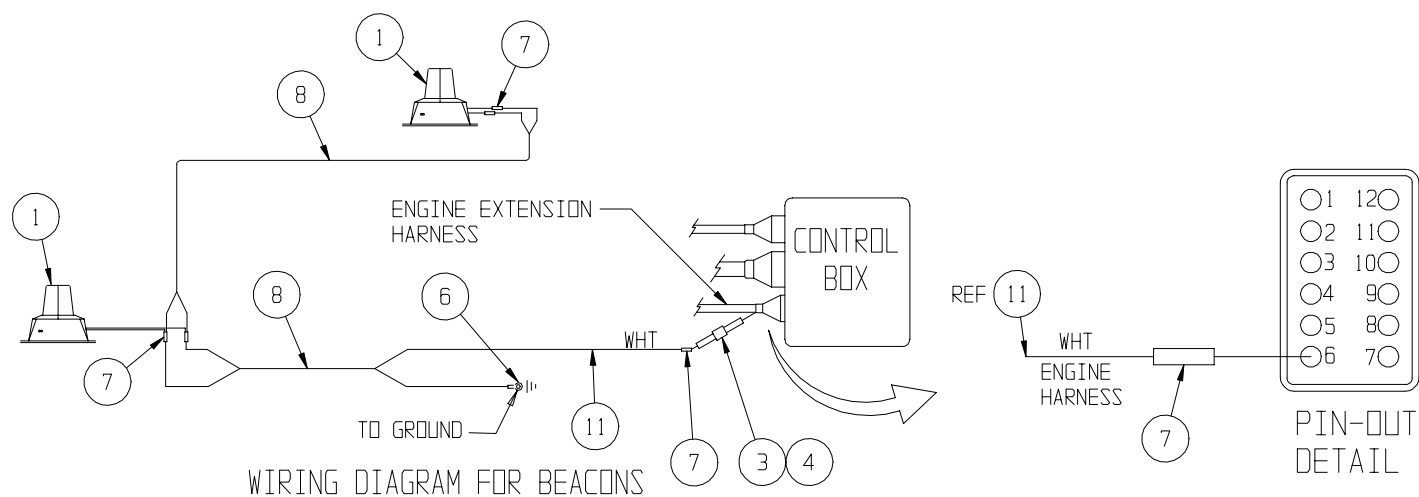 1
7
8
1
ENGINE EXTENSION
HARNESS
CONTROL
BOX
8
6
7
WHT
TO GROUND
11
7
3
4
WIRING DIAGRAM FOR BEACONS
REF 11
WHT
ENGINE
HARNESS
7
1 12
2 11
3 10
4 9
5 8
6 7
PIN-OUT
DETAIL